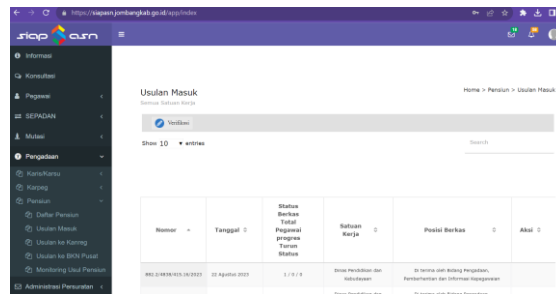 https://siapasn.jombangkab.go.id/app/index
siap asn
Informasi
Konsultasi
Pegawai
SEPADAN
Mutasi
Pengadaan
Karis/Karsu
Karpeg
Pensiun
Daftar Pensiun
Usulan Masuk
Usulan ke Kanreg
Usulan ke BKN Pusat
Monitoring Usul Pensiun
Administrasi Persuratan
Usulan Masuk
Semua Satuan Kerja
Home > Pensiun > Usulan Masuk
Verifikasi
Show 10 entries
Search
Nomor
Tanggal
Status
Berkas
Total
Pegawai
progres
Turun
Status
Satuan
Kerja
Posisi Berkas
Aksi
22 Agustus 2023
Dinas Pendidikan dan
Kebudayaan
Di terima oleh Bidang Pengadaan,
Pemberhentian dan Informasi Kepegawaian